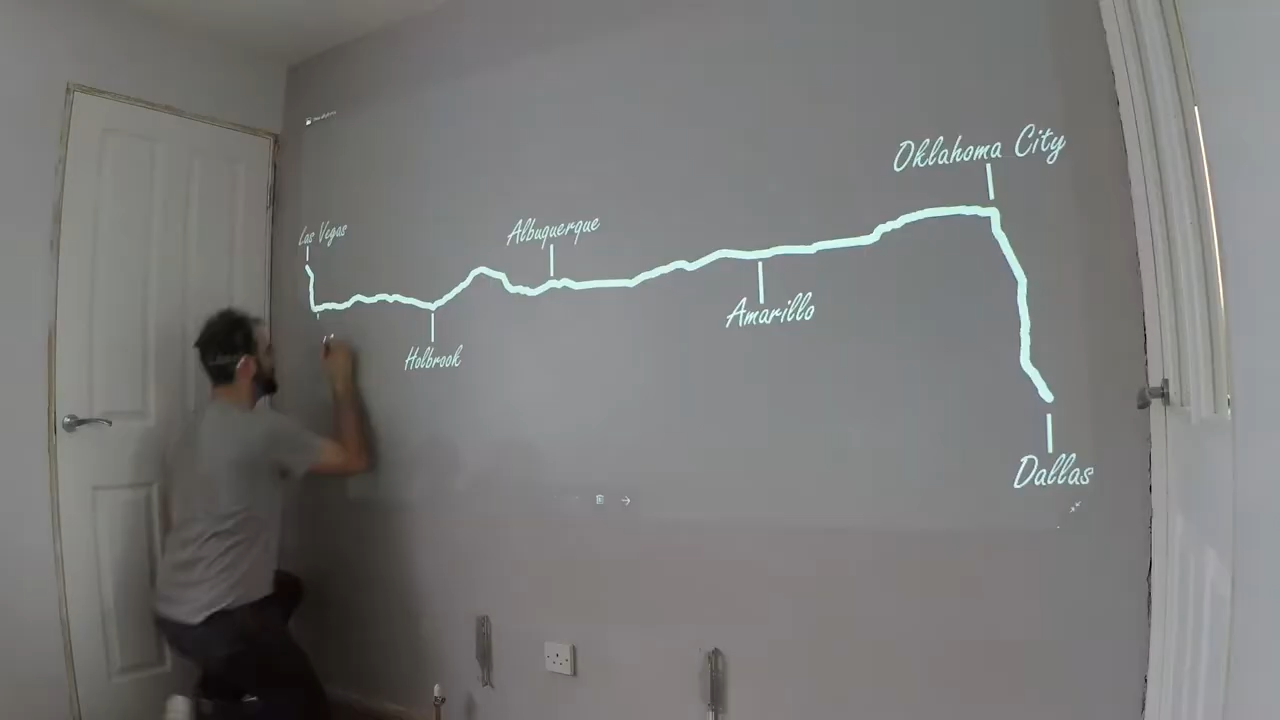 Las Vegas
Holbrook
Albuquerque
Amarillo
Oklahoma City
Dallas